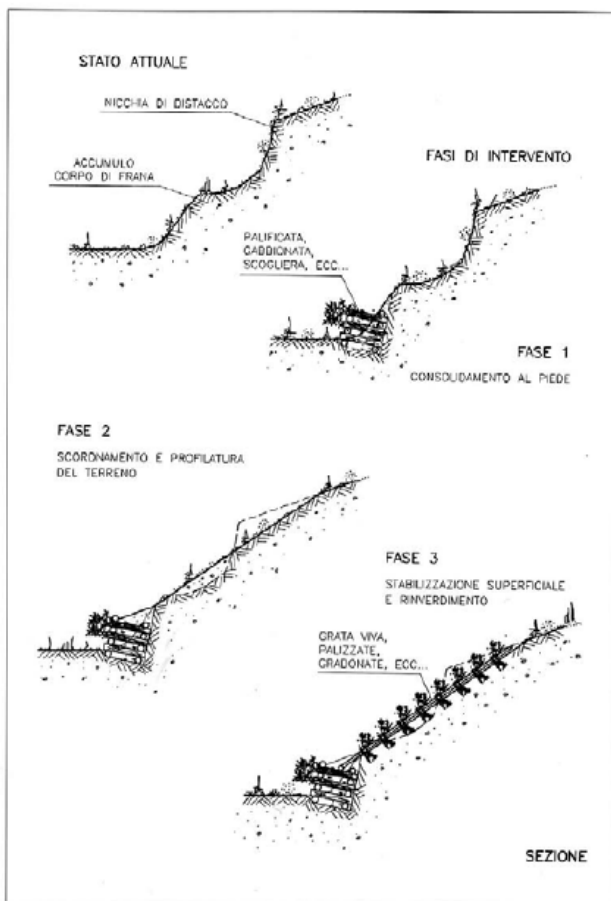 STATO ATTUALE
NICCHIA DI DISTACCO
ACCUMULO
CORPO DI FRANA
FASI DI INTERVENTO
PALIFICATA,
GABBIONATA,
SCOGLIERA, ECC...
FASE 1
CONSOLIDAMENTO AL PIEDE
FASE 2
SCORONAMENTO E PROFILATURA
DEL TERRENO
FASE 3
STABILIZZAZIONE SUPERFICIALE
E RINVERDIMENTO
GRATA VIVA,
PALIZZATE,
GRADONATE, ECC...
SEZIONE